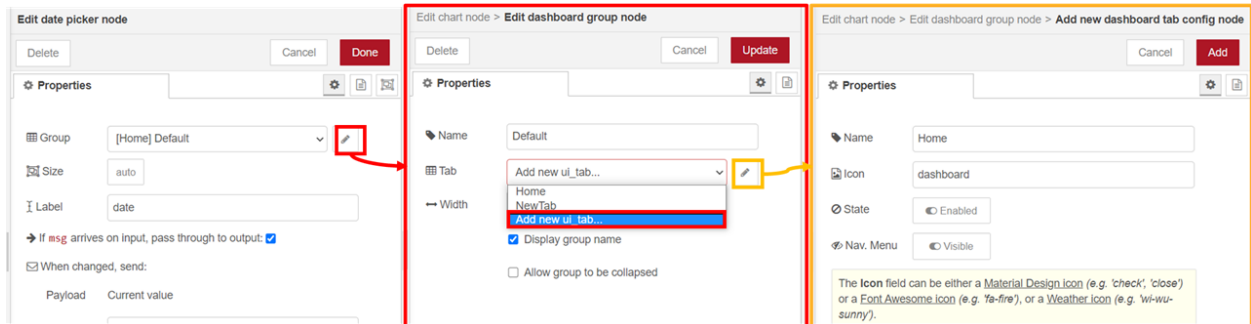 Edit date picker node
Delete
Cancel
Done
Properties
Group
[Home] Default
Size
auto
Label
date
If msg arrives on input, pass through to output:
When changed, send:
Payload
Current value
Edit chart node > Edit dashboard group node
Delete
Cancel
Update
Properties
Name
Default
Tab
Add new ui_tab...
Home
NewTab
Add new ui_tab...
Width
Display group name
Allow group to be collapsed
Edit chart node > Edit dashboard group node > Add new dashboard tab config node
Cancel
Add
Properties
Name
Home
Icon
dashboard
State
Enabled
Nav. Menu
Visible
The Icon field can be either a Material Design icon (e.g. 'check', 'close')
or a Font Awesome icon (e.g. 'fa-fire'), or a Weather icon (e.g. 'wi-wu-
sunny').